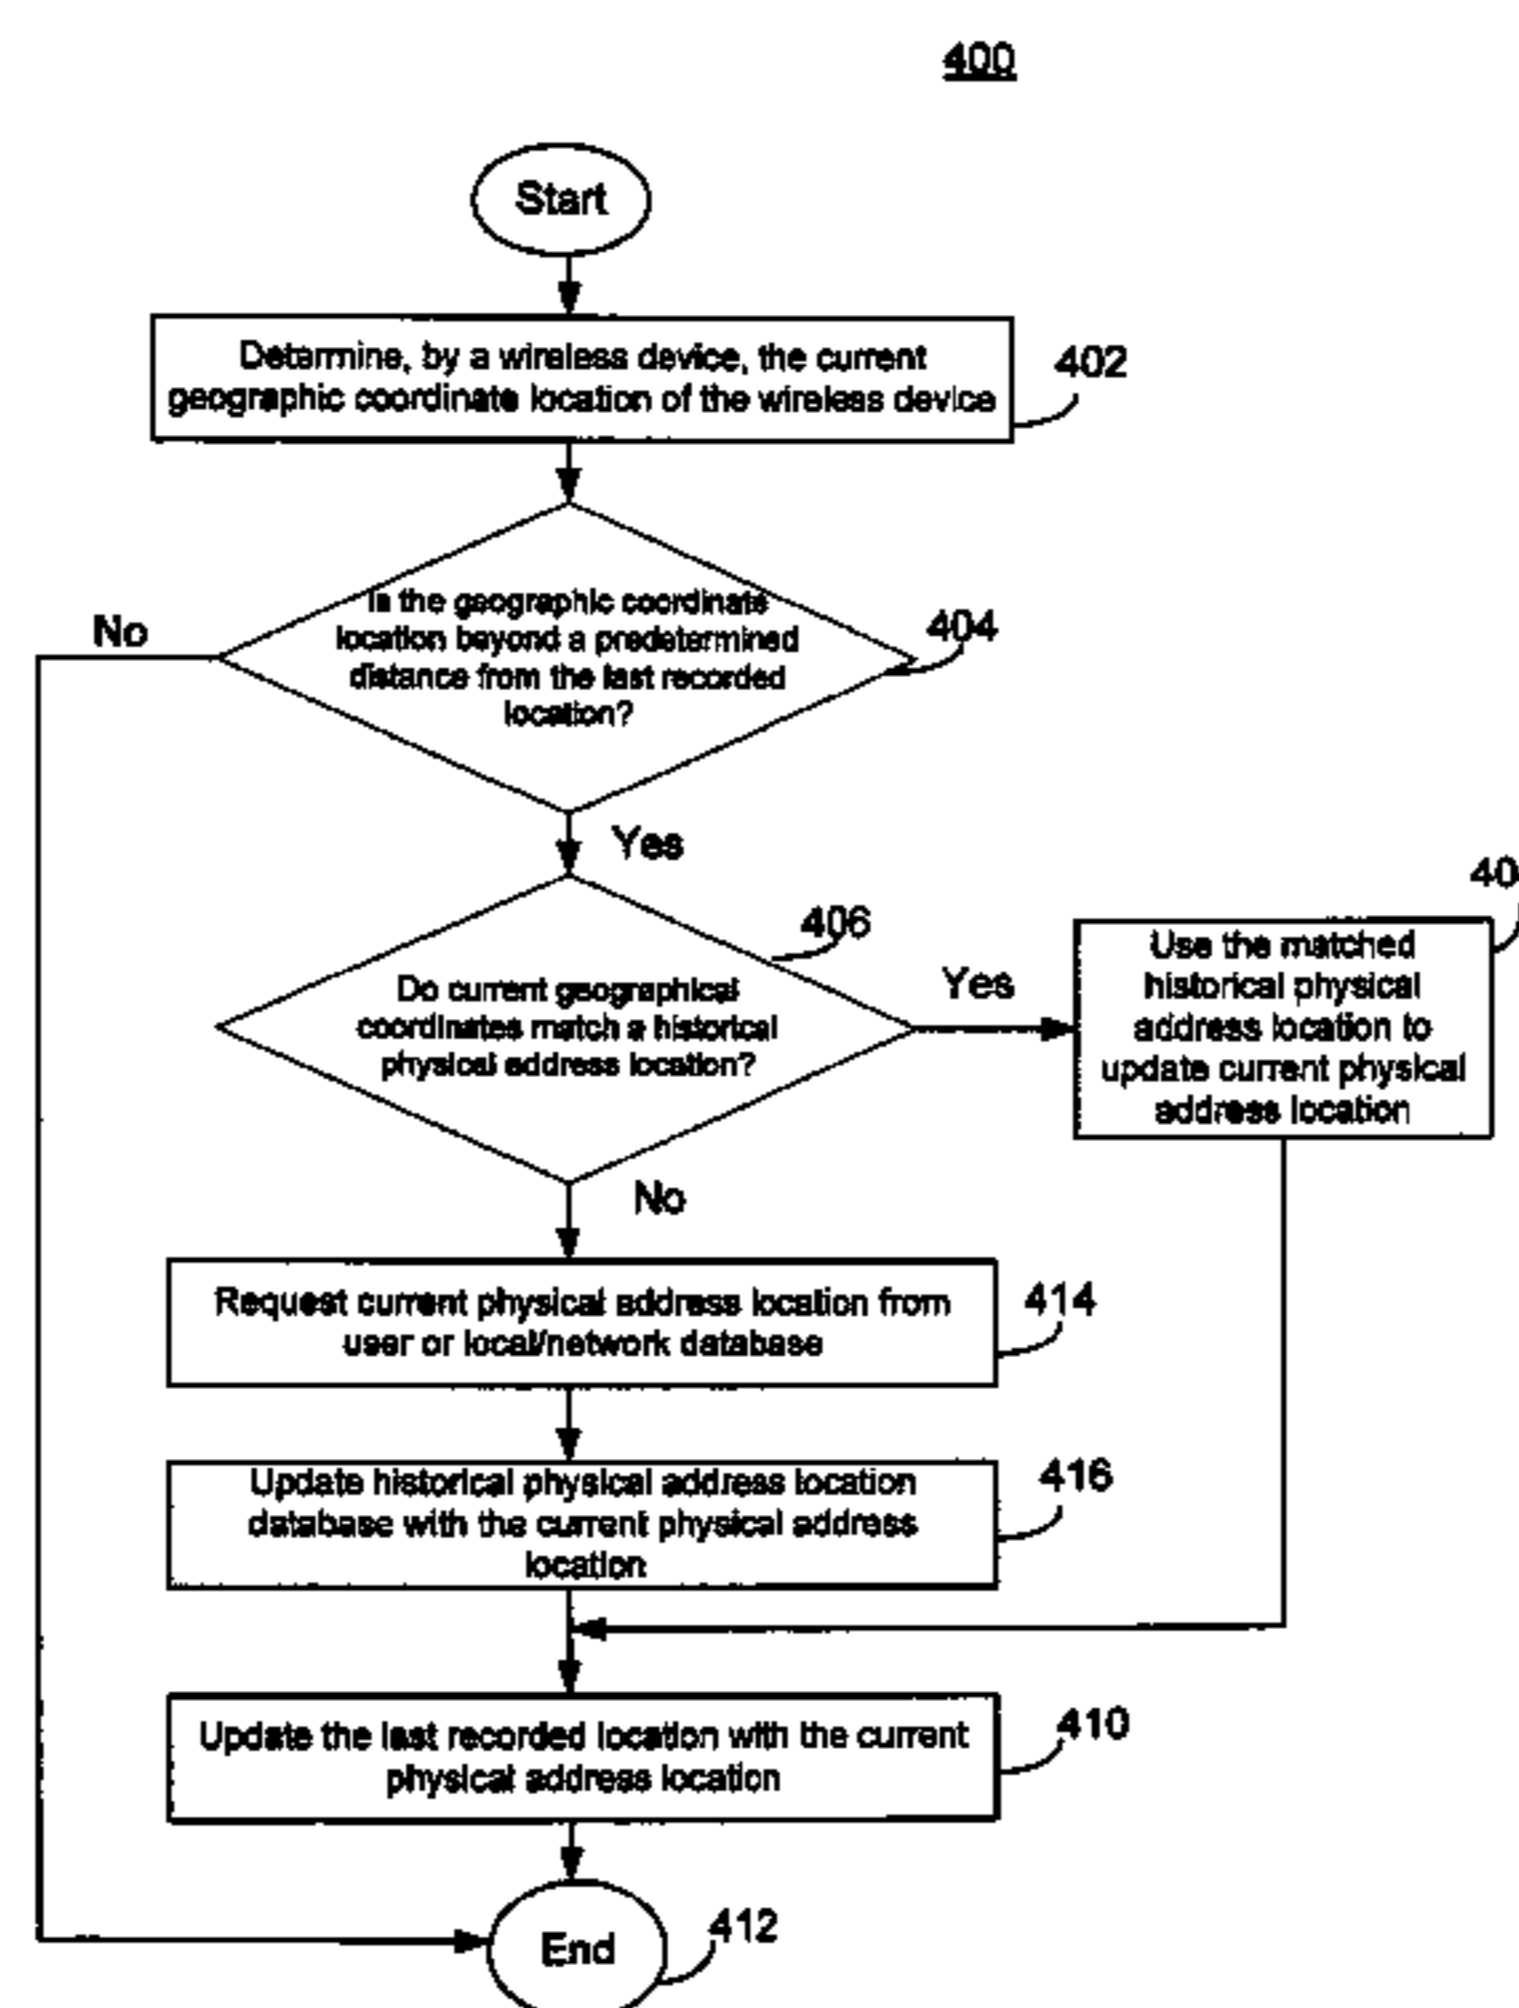 400
Start
Determine, by a wireless device, the current
geographic coordinate location of the wireless device
402
Is the geographic coordinate
location beyond a predetermined
distance from the last recorded
location?
404
No
Yes
406
Do current geographical
coordinates match a historical
physical address location?
Yes
40
Use the matched
historical physical
address location to
update current physical
address location
No
Request current physical address location from
user or local/network database
414
Update historical physical address location
database with the current physical address
location
416
Update the last recorded location with the current
physical address location
410
End
412